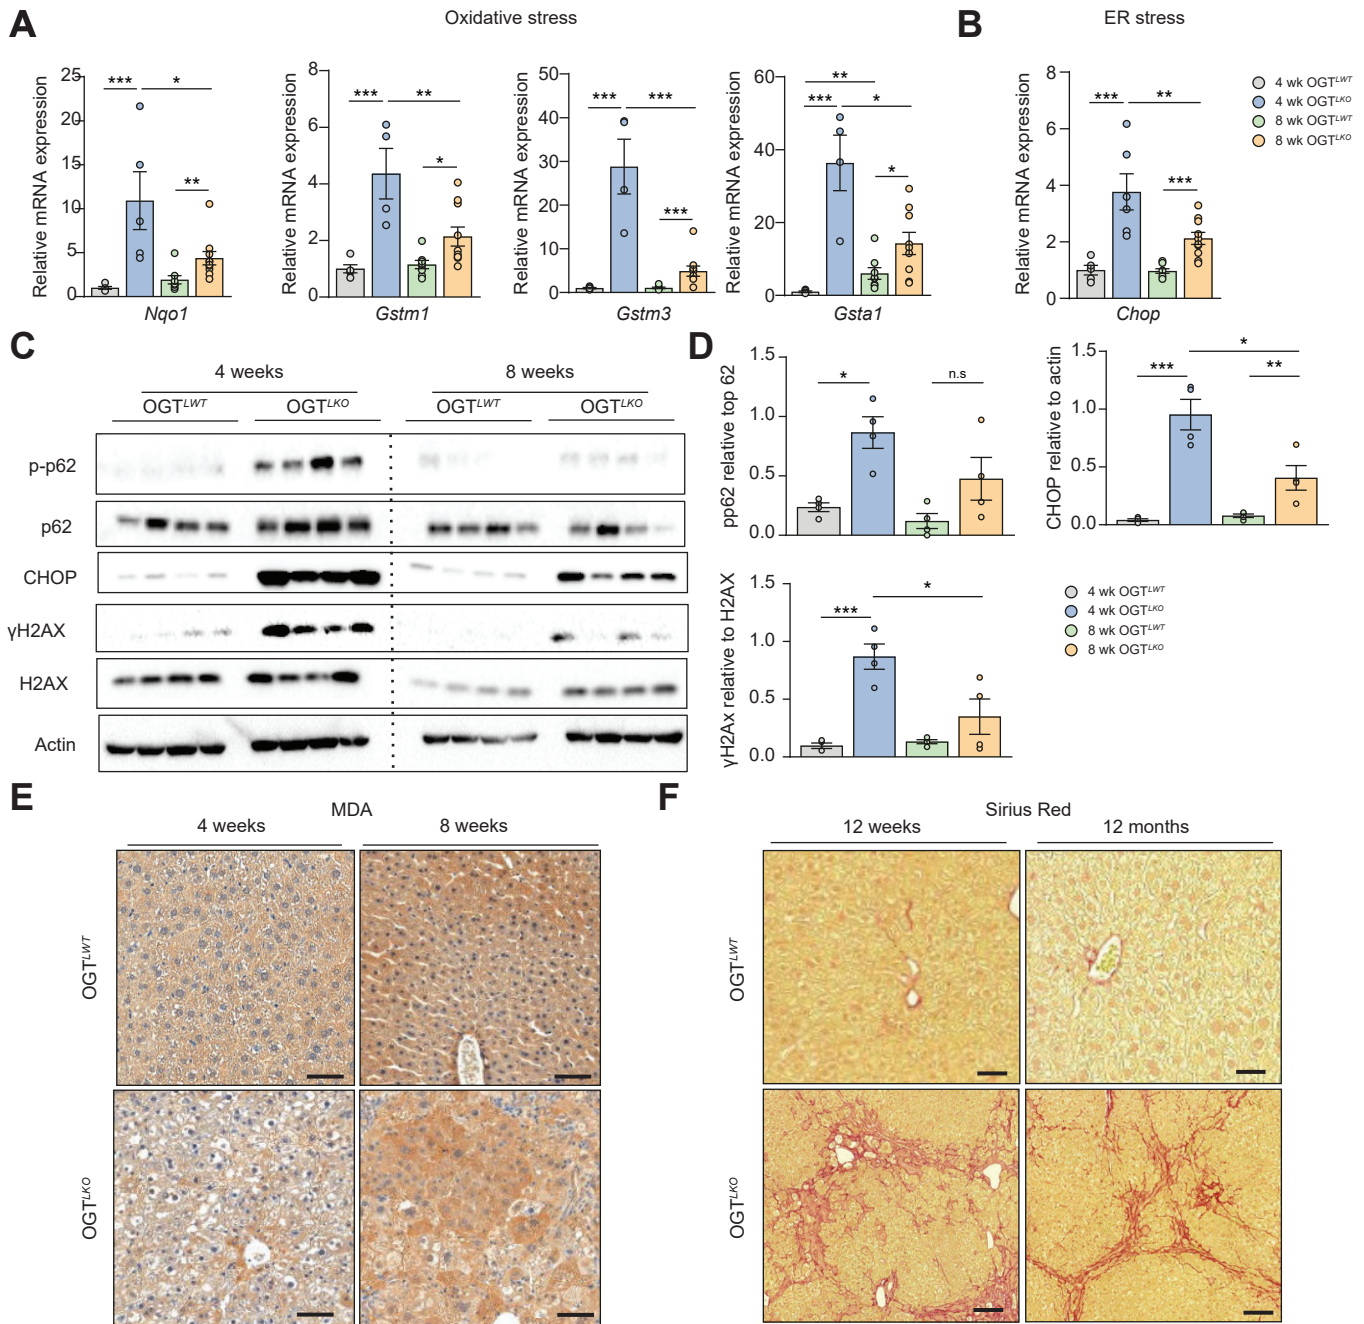 A
Oxidative stress
B
ER stress
Relative mRNA expression
25
20
15
10
5
0
***
*
**
Nqo1
Relative mRNA expression
8
6
4
2
0
***
**
*
Gstm1
Relative mRNA expression
50
40
30
20
10
0
***
***
***
Gstm3
Relative mRNA expression
60
40
20
0
**
***
*
*
Gsta1
Relative mRNA expression
8
6
4
2
0
***
**
***
Chop
4 wk OGTLWT
4 wk OGTLKO
8 wk OGTLWT
8 wk OGTLKO
C
4 weeks
8 weeks
OGTLWT
OGTLKO
OGTLWT
OGTLKO
p-p62
p62
CHOP
γH2AX
H2AX
Actin
D
pp62 relative top 62
1.5
1.0
0.5
0.0
*
n.s
CHOP relative to actin
1.5
1.0
0.5
0.0
***
*
**
γH2Ax relative to H2AX
1.5
1.0
0.5
0.0
***
*
4 wk OGTLWT
4 wk OGTLKO
8 wk OGTLWT
8 wk OGTLKO
E
MDA
4 weeks
8 weeks
OGTLWT
OGTLKO
F
Sirius Red
12 weeks
12 months
OGTLWT
OGTLKO